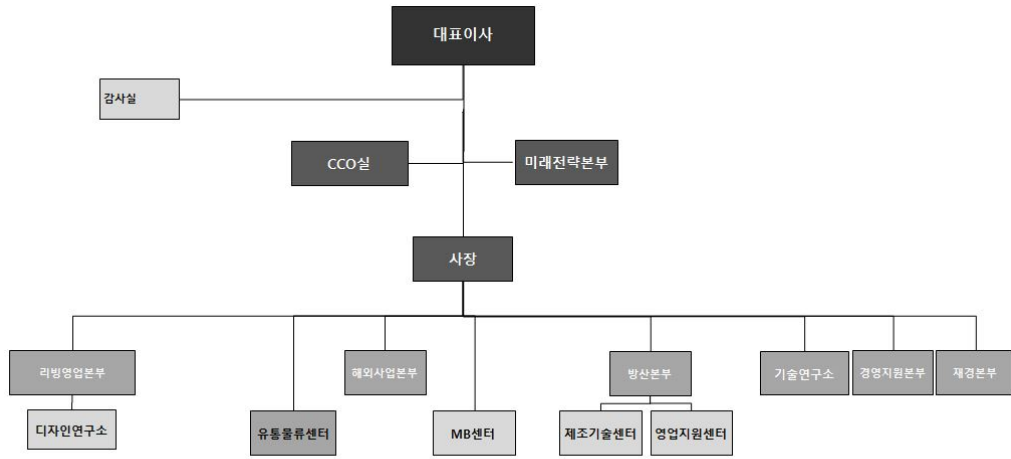 대표이사
감사실
CCO실
미래전략본부
사장
리빙영업본부
해외사업본부
방산본부
기술연구소
경영지원본부
재경본부
디자인연구소
유통물류센터
MB센터
제조기술센터
영업지원센터